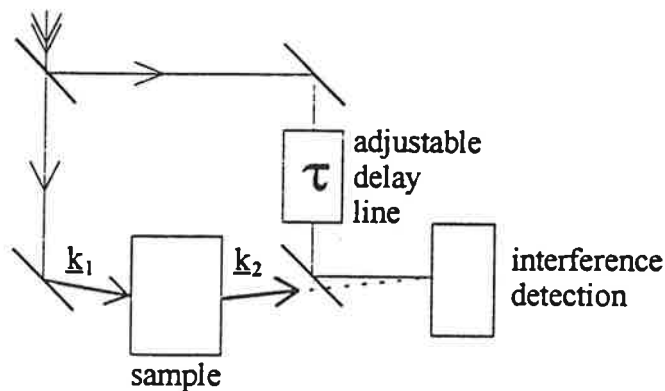 τ
adjustable
delay
line
k₁
k₂
interference
detection
sample